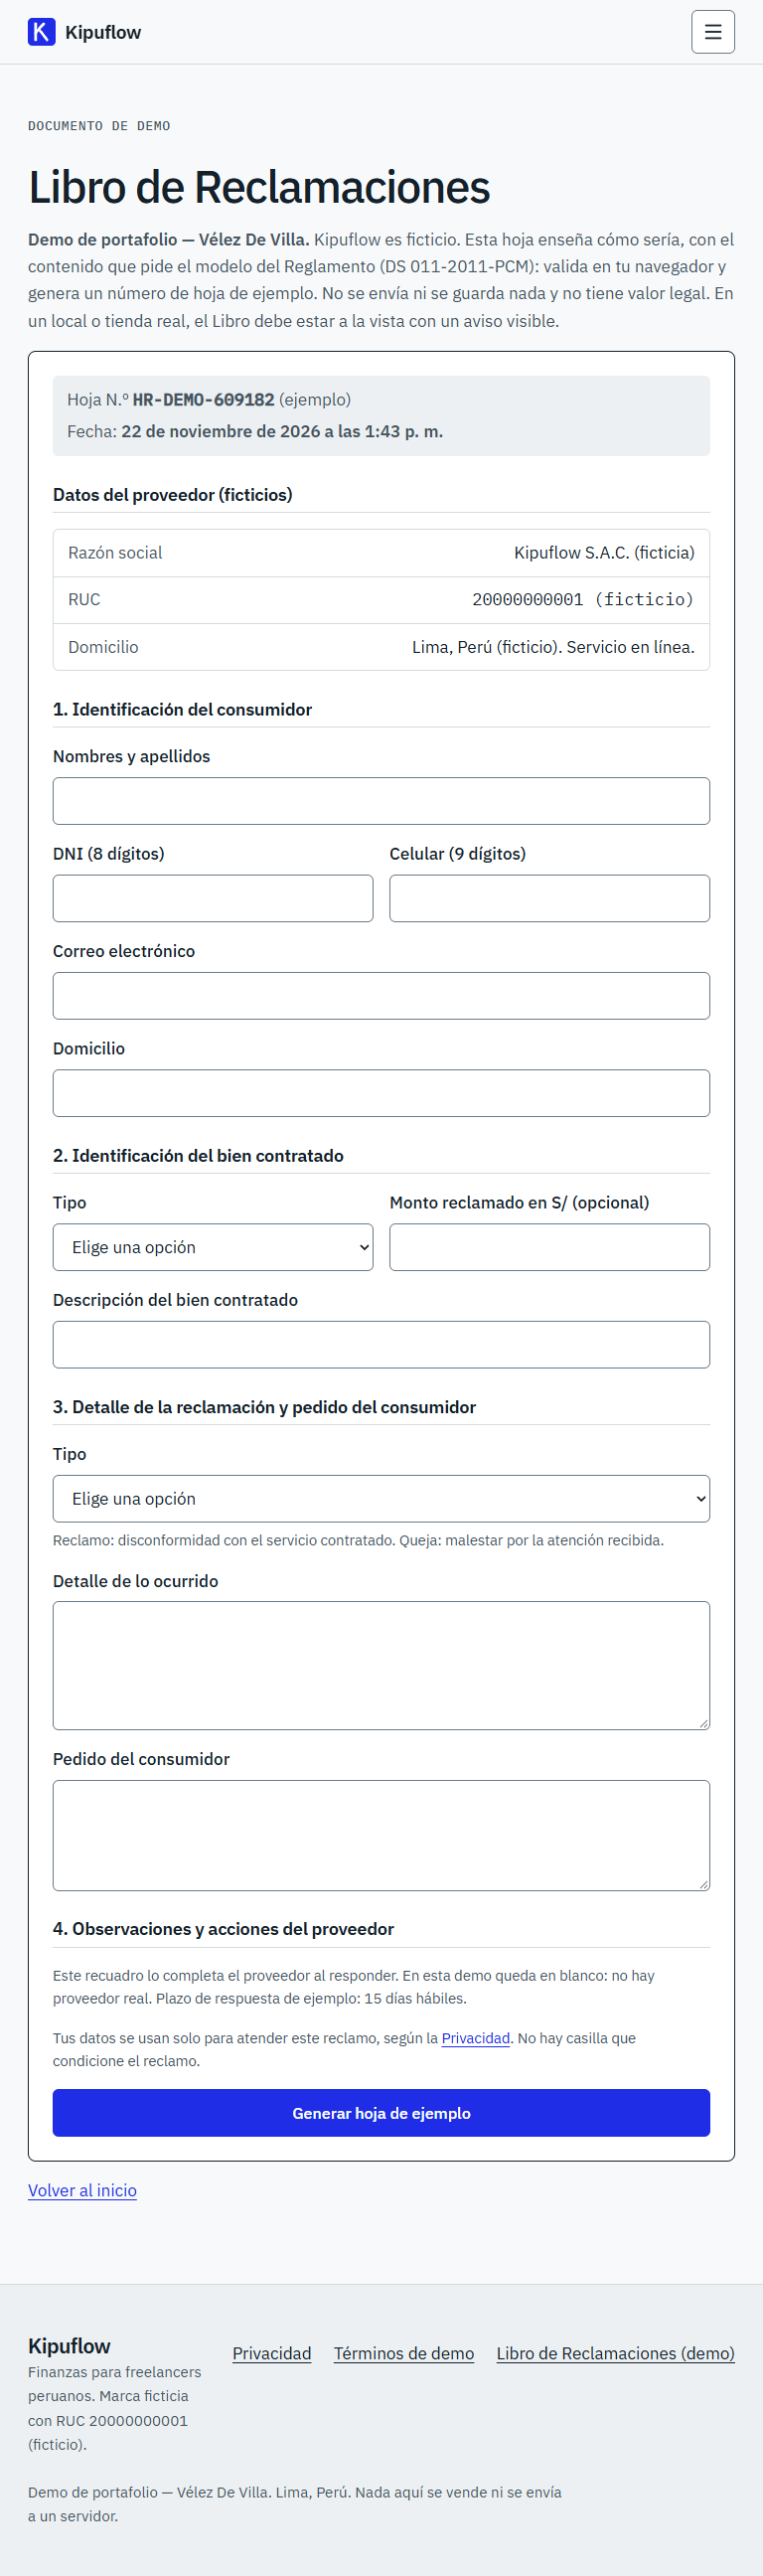 K Kipuflow
DOCUMENTO DE DEMO
Libro de Reclamaciones
Demo de portafolio — Vélez De Villa. Kipuflow es ficticio. Esta hoja enseña cómo sería, con el
contenido que pide el modelo del Reglamento (DS 011-2011-PCM): valida en tu navegador y
genera un número de hoja de ejemplo. No se envía ni se guarda nada y no tiene valor legal. En
un local o tienda real, el Libro debe estar a la vista con un aviso visible.
Hoja N.º HR-DEMO-609182 (ejemplo)
Fecha: 22 de noviembre de 2026 a las 1:43 p. m.
Datos del proveedor (ficticios)
Razón social Kipuflow S.A.C. (ficticia)
RUC 20000000001 (ficticio)
Domicilio Lima, Perú (ficticio). Servicio en línea.
1. Identificación del consumidor
Nombres y apellidos
DNI (8 dígitos) Celular (9 dígitos)
Correo electrónico
Domicilio
2. Identificación del bien contratado
Tipo Monto reclamado en S/ (opcional)
Elige una opción
Descripción del bien contratado
3. Detalle de la reclamación y pedido del consumidor
Tipo
Elige una opción
Reclamo: disconformidad con el servicio contratado. Queja: malestar por la atención recibida.
Detalle de lo ocurrido
Pedido del consumidor
4. Observaciones y acciones del proveedor
Este recuadro lo completa el proveedor al responder. En esta demo queda en blanco: no hay
proveedor real. Plazo de respuesta de ejemplo: 15 días hábiles.
Tus datos se usan solo para atender este reclamo, según la Privacidad. No hay casilla que
condicione el reclamo.
Generar hoja de ejemplo
Volver al inicio
Kipuflow
Finanzas para freelancers
peruanos. Marca ficticia
con RUC 20000000001
(ficticio).
Privacidad Términos de demo Libro de Reclamaciones (demo)
Demo de portafolio — Vélez De Villa. Lima, Perú. Nada aquí se vende ni se envía
a un servidor.